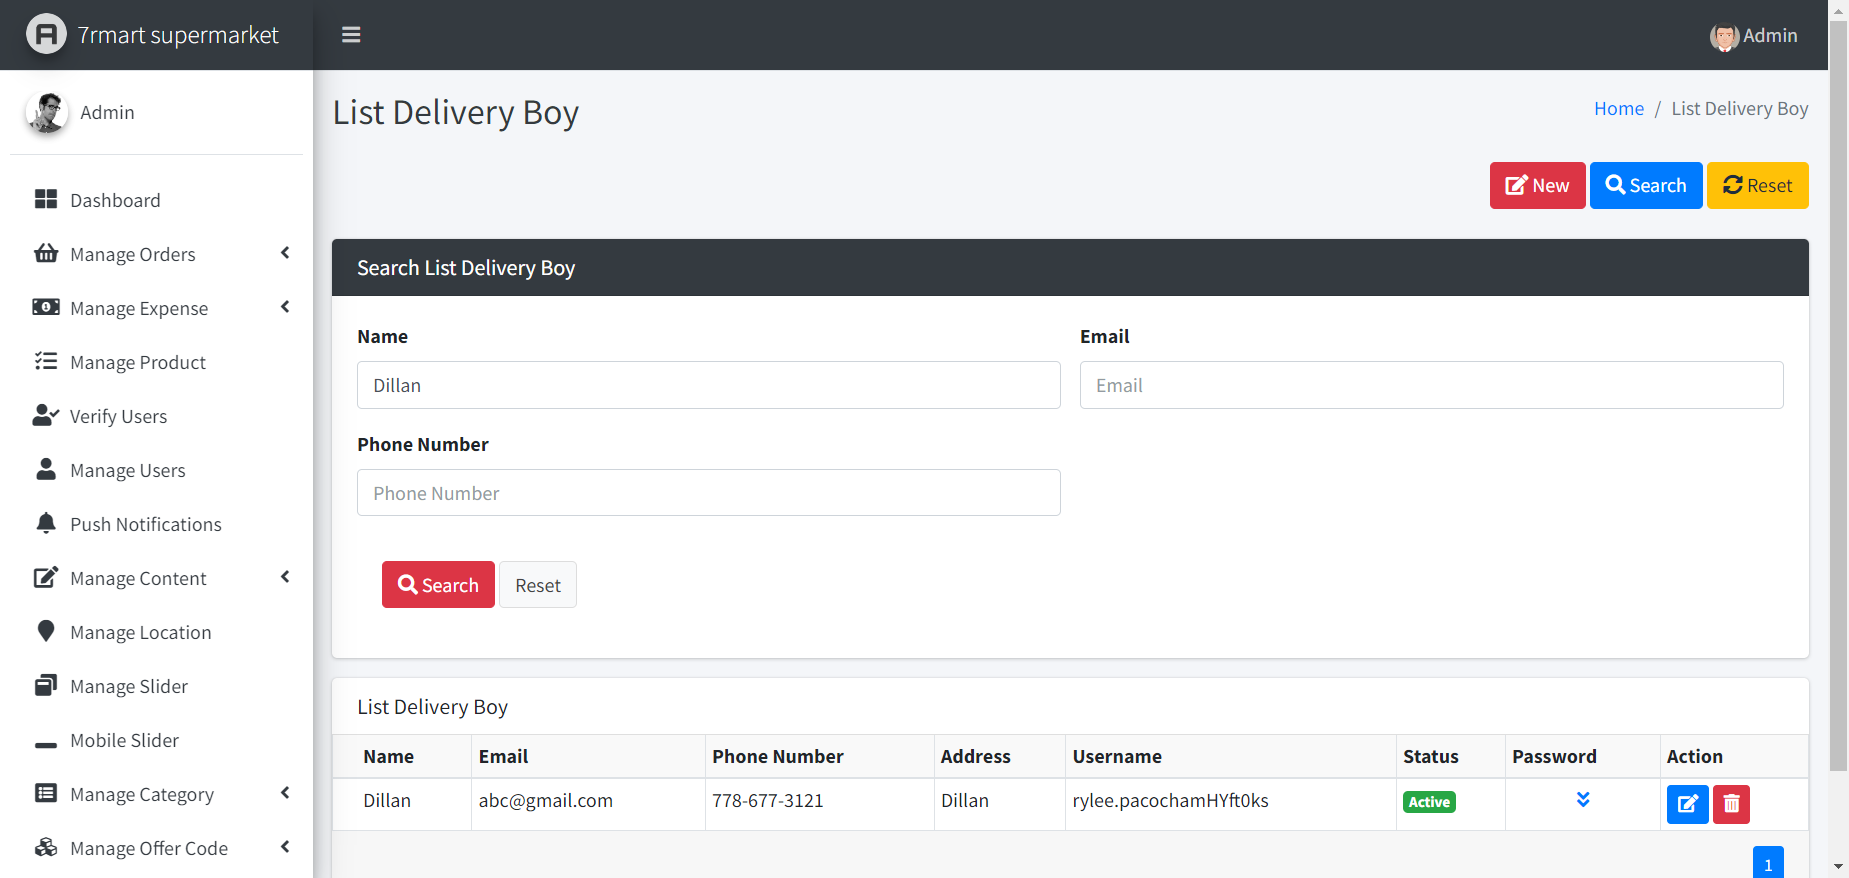 7rmart supermarket
Admin
Admin
Dashboard
Manage Orders
Manage Expense
Manage Product
Verify Users
Manage Users
Push Notifications
Manage Content
Manage Location
Manage Slider
Mobile Slider
Manage Category
Manage Offer Code
List Delivery Boy
Home / List Delivery Boy
New Search Reset
Search List Delivery Boy
Name Email
Dillan Email
Phone Number
Phone Number
Search Reset
List Delivery Boy
Name Email Phone Number Address Username Status Password Action
Dillan abc@gmail.com 778-677-3121 Dillan rylee.pacochamHYft0ks Active
1